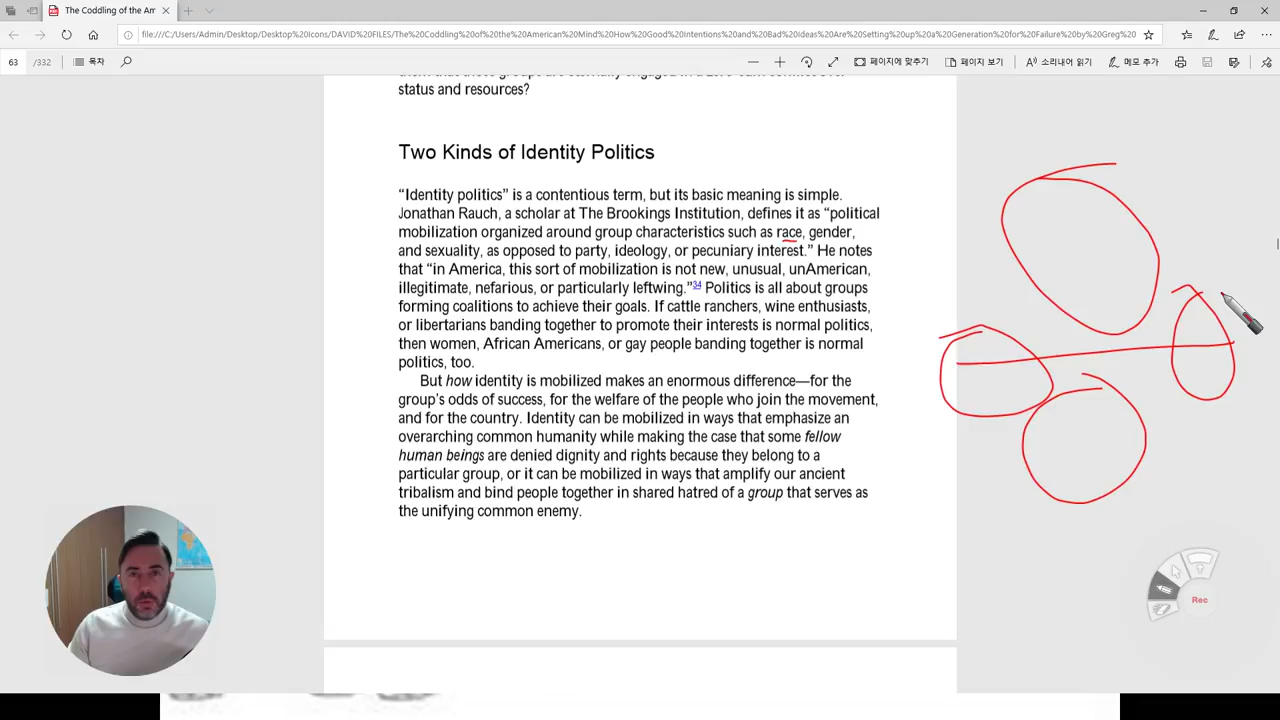 The Coddling of the Am
file:///C:/Users/Admin/Desktop/Desktop%20Icons/DAVID%20FILES/The%20Coddling%20of%20the%20American%20Mind%20How%20Good%20Intentions%20and%20Bad%20Ideas%20Are%20Setting%20up%20a%20Generation%20for%20Failure%20by%20Greg%20
63 /332 목차 페이지에 맞추기 페이지 보기 소리내어 읽기 메모 추가
status and resources?
Two Kinds of Identity Politics
“Identity politics” is a contentious term, but its basic meaning is simple.
Jonathan Rauch, a scholar at The Brookings Institution, defines it as “political
mobilization organized around group characteristics such as race, gender,
and sexuality, as opposed to party, ideology, or pecuniary interest.” He notes
that “in America, this sort of mobilization is not new, unusual, unAmerican,
illegitimate, nefarious, or particularly leftwing.”34 Politics is all about groups
forming coalitions to achieve their goals. If cattle ranchers, wine enthusiasts,
or libertarians banding together to promote their interests is normal politics,
then women, African Americans, or gay people banding together is normal
politics, too.
But how identity is mobilized makes an enormous difference—for the
group’s odds of success, for the welfare of the people who join the movement,
and for the country. Identity can be mobilized in ways that emphasize an
overarching common humanity while making the case that some fellow
human beings are denied dignity and rights because they belong to a
particular group, or it can be mobilized in ways that amplify our ancient
tribalism and bind people together in shared hatred of a group that serves as
the unifying common enemy.
Rec